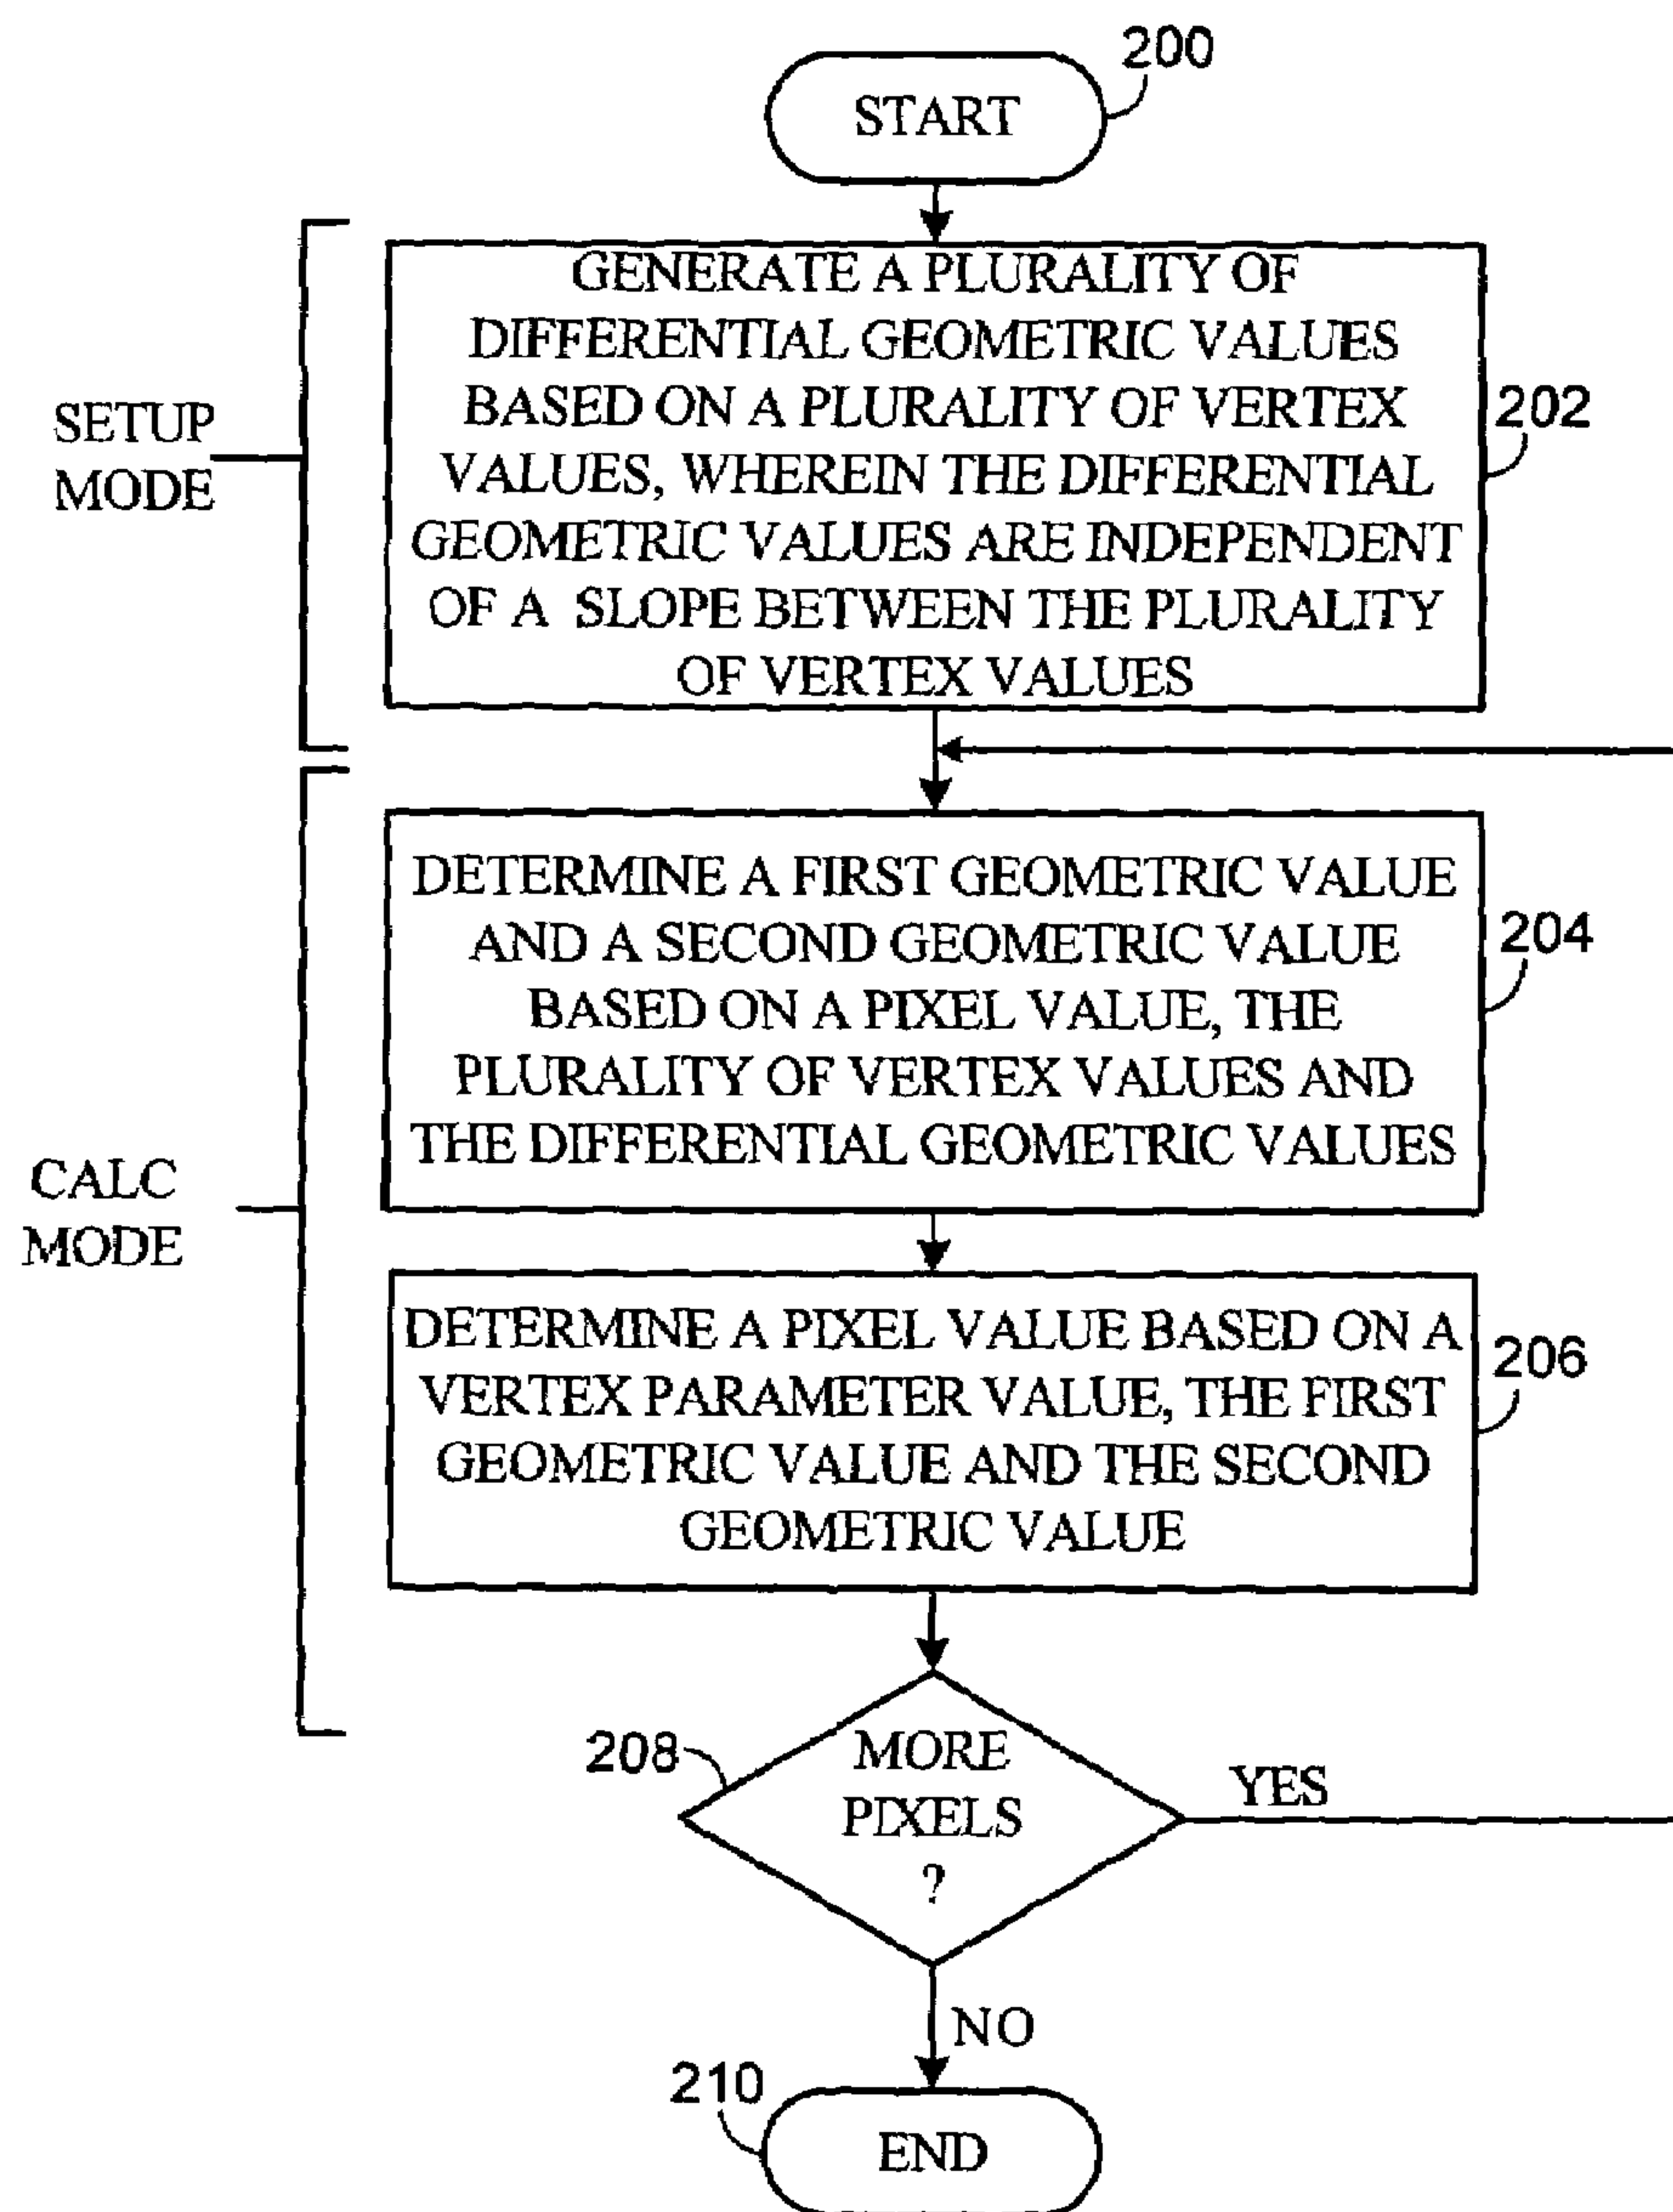 200
START
SETUP
MODE
GENERATE A PLURALITY OF
DIFFERENTIAL GEOMETRIC VALUES
BASED ON A PLURALITY OF VERTEX
VALUES, WHEREIN THE DIFFERENTIAL
GEOMETRIC VALUES ARE INDEPENDENT
OF A SLOPE BETWEEN THE PLURALITY
OF VERTEX VALUES
202
CALC
MODE
DETERMINE A FIRST GEOMETRIC VALUE
AND A SECOND GEOMETRIC VALUE
BASED ON A PIXEL VALUE, THE
PLURALITY OF VERTEX VALUES AND
THE DIFFERENTIAL GEOMETRIC VALUES
204
DETERMINE A PIXEL VALUE BASED ON A
VERTEX PARAMETER VALUE, THE FIRST
GEOMETRIC VALUE AND THE SECOND
GEOMETRIC VALUE
206
208
MORE
PIXELS
?
YES
NO
210
END